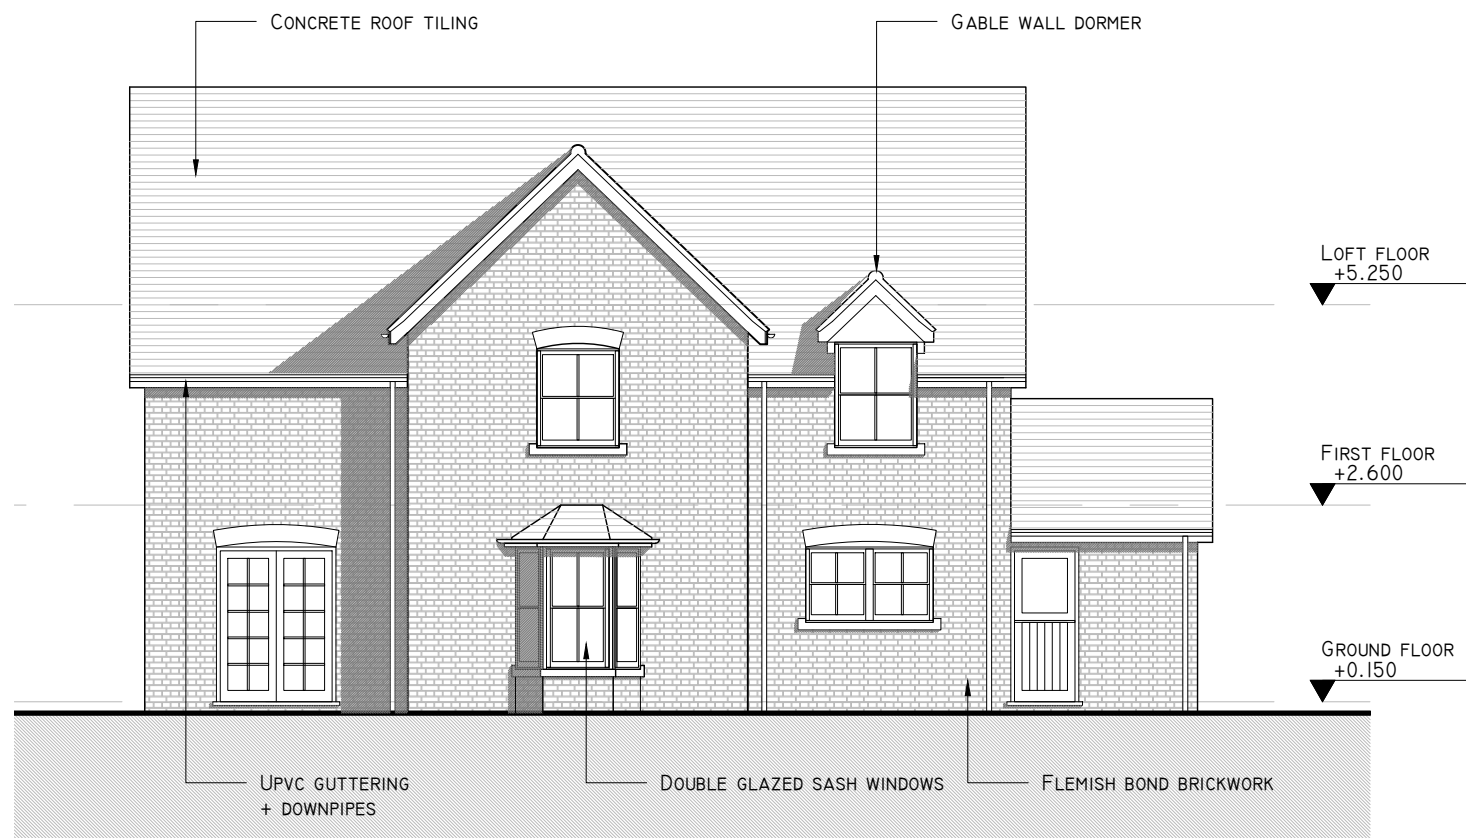 CONCRETE ROOF TILING
GABLE WALL DORMER
LOFT FLOOR
+5.250
FIRST FLOOR
+2.600
GROUND FLOOR
+0.150
UPVC GUTTERING
+ DOWNPIPES
DOUBLE GLAZED SASH WINDOWS
FLEMISH BOND BRICKWORK